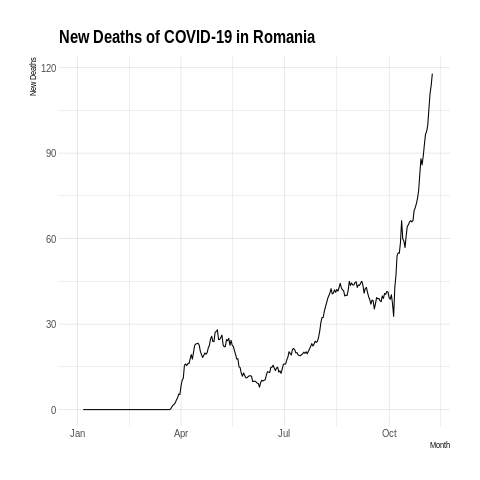 New Deaths of COVID-19 in Romania
New Deaths
120
90
60
30
0
Jan Apr Jul Oct
Month